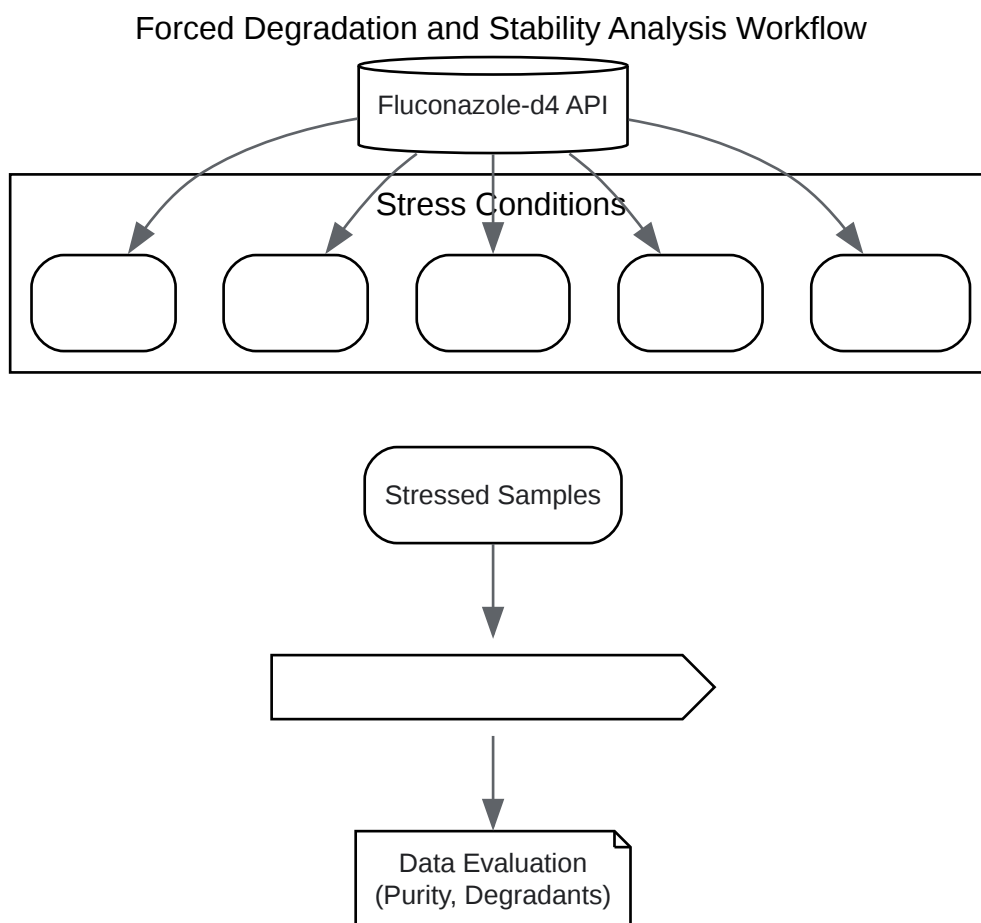 Forced Degradation and Stability Analysis Workflow
Fluconazole-d4 API
Stress Conditions
Stressed Samples
Data Evaluation
(Purity, Degradants)